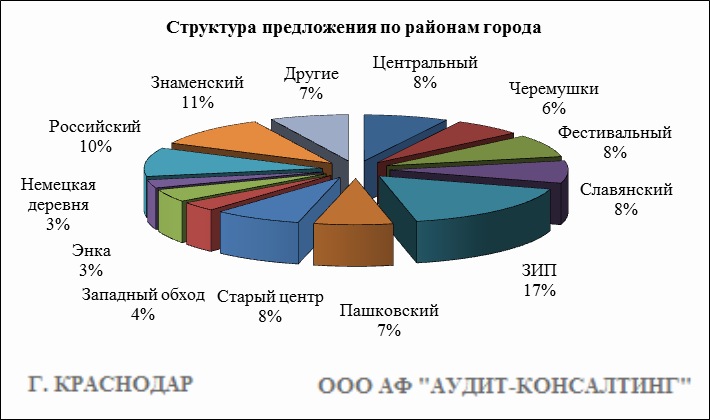 Структура предложения по районам города
Центральный
8%
Черемушки
6%
Фестивальный
8%
Славянский
8%
ЗИП
17%
Пашковский
7%
Старый центр
8%
Западный обход
4%
Энка
3%
Немецкая
деревня
3%
Российский
10%
Знаменский
11%
Другие
7%
Г. КРАСНОДАР
ООО АФ "АУДИТ-КОНСАЛТИНГ"